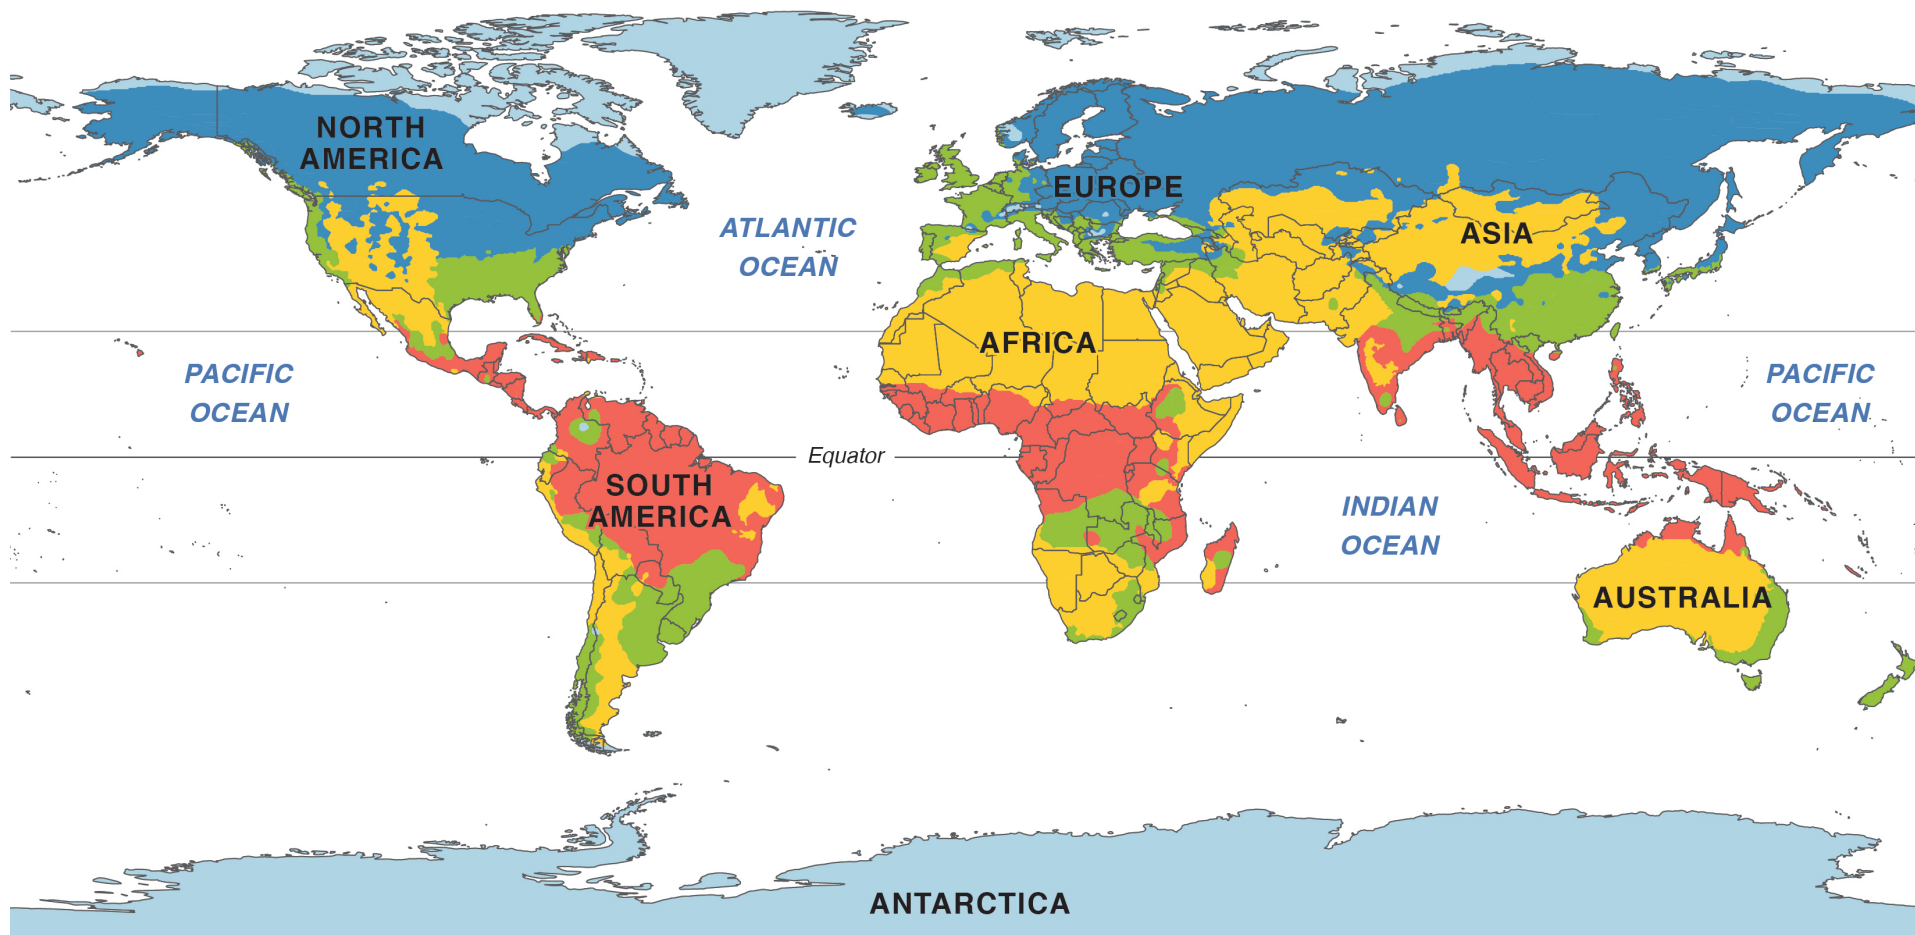 NORTH
AMERICA
EUROPE
ATLANTIC
OCEAN
ASIA
AFRICA
PACIFIC
OCEAN
PACIFIC
OCEAN
Equator
SOUTH
AMERICA
INDIAN
OCEAN
AUSTRALIA
ANTARCTICA